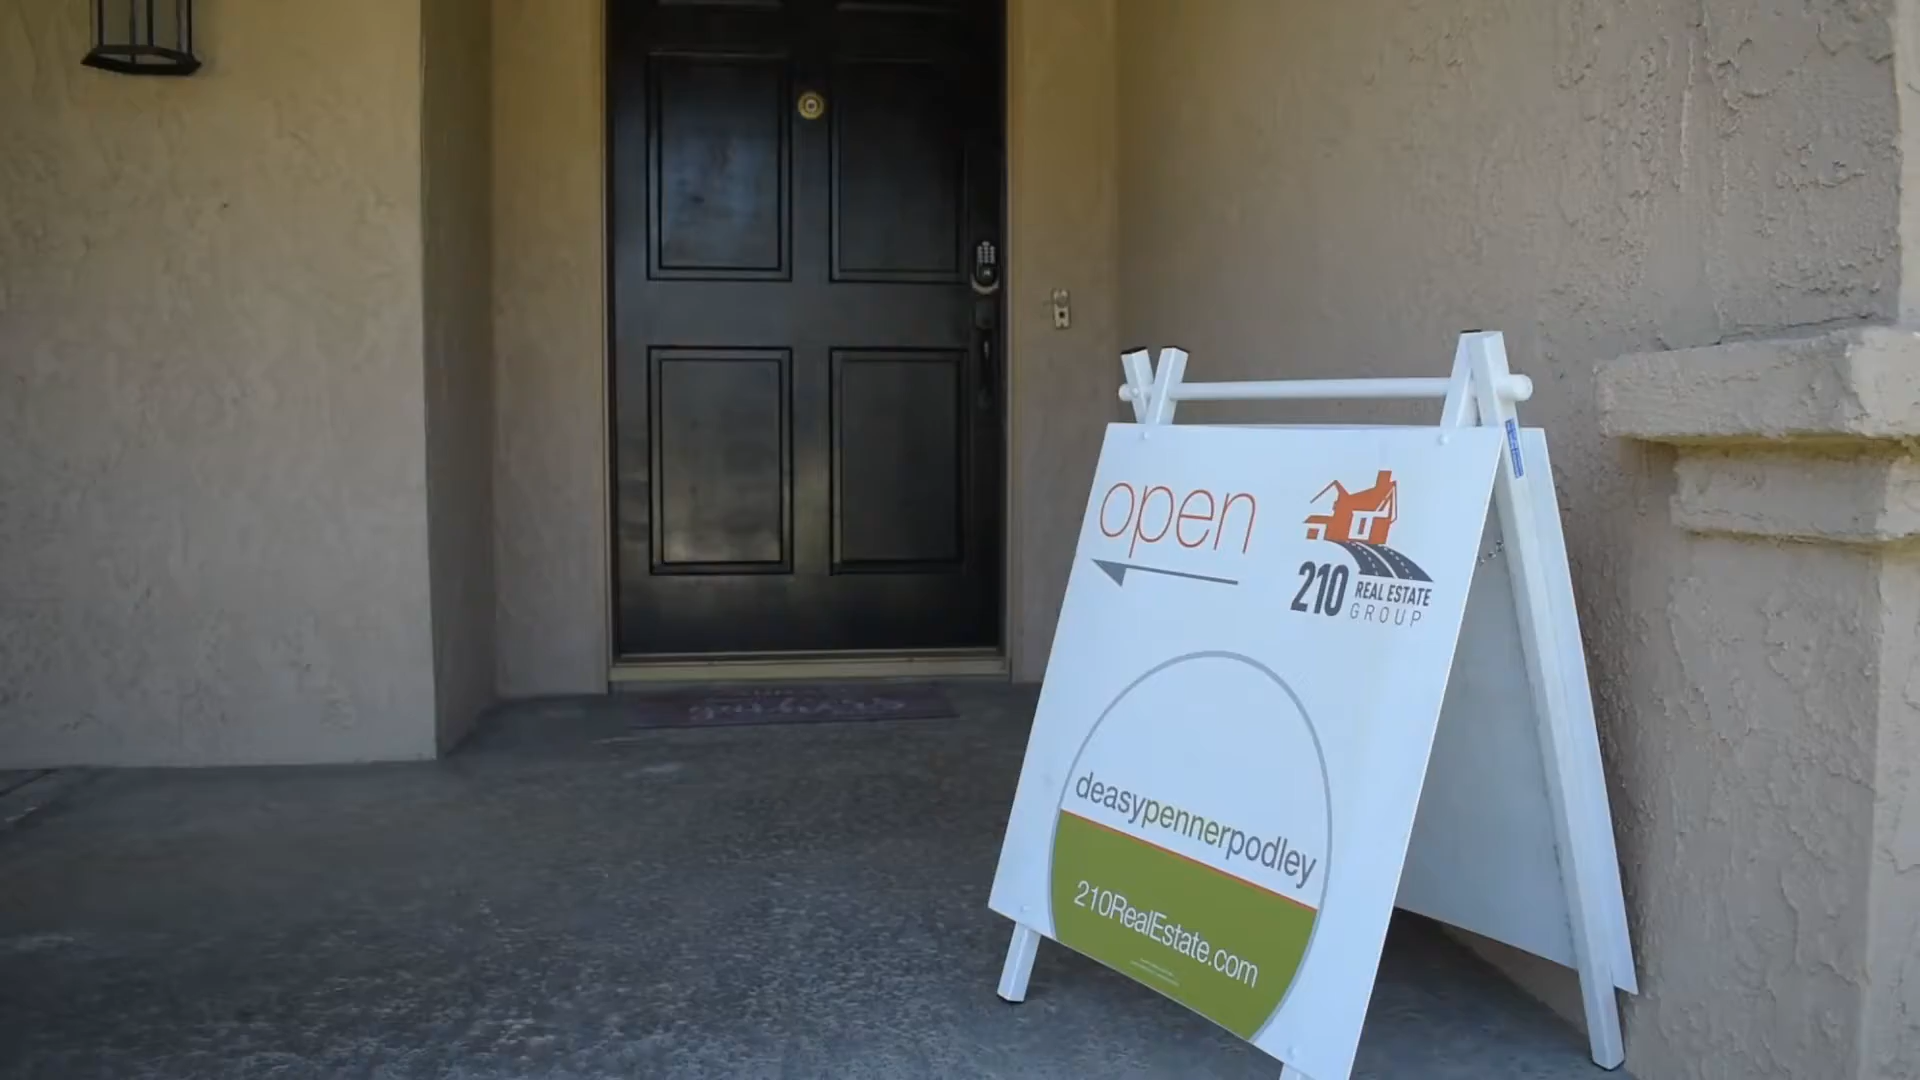 open
210 REAL ESTATE
GROUP
deasypennerpodley
210RealEstate.com